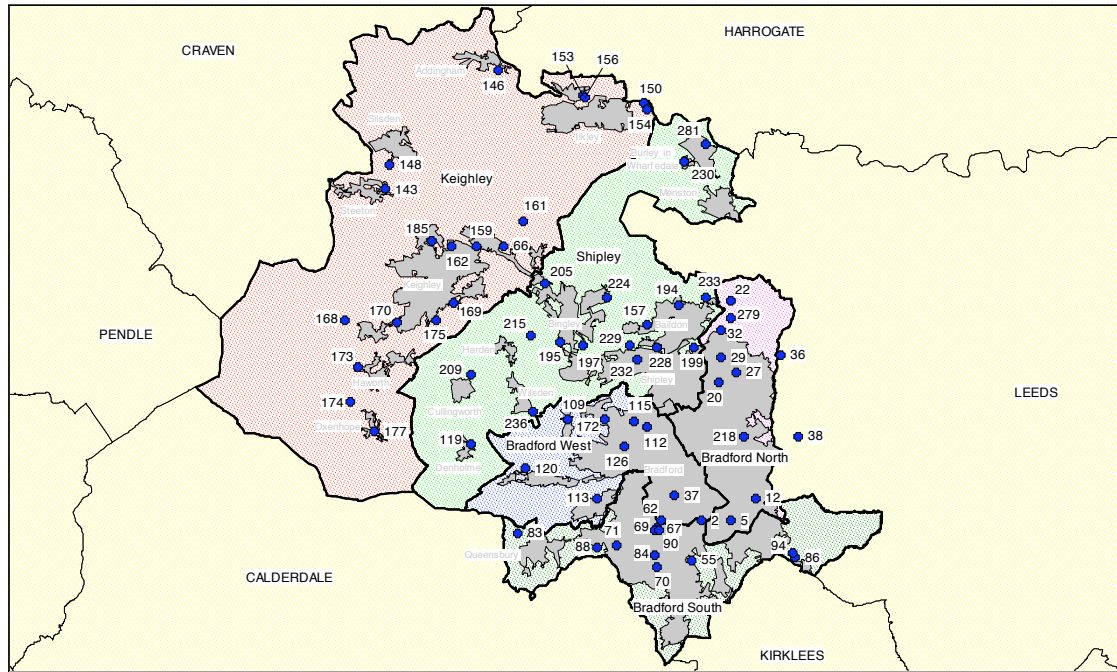 HARROGATE
CRAVEN
153
156
Addingham
146
150
154
Ilkley
281
Silsden
Burley in
Wharfedale
230
148
Keighley
143
Steeton
Menston
161
185
159
66
162
Shipley
205
224
233
22
194
Keighley
279
169
157
168
170
175
215
Bingley
Baildon
32
PENDLE
195
229
36
Harden
197
228
199
29
173
232
27
209
Shipley
20
Haworth
LEEDS
174
Wilsden
109
115
Cullingworth
236
Oxenhope
177
172
112
218
38
119
Bradford West
126
Bradford North
Denholme
Bradford
120
113
37
12
62
2
5
83
71
69
67
90
Queensbury
88
84
94
86
55
70
CALDERDALE
Bradford South
KIRKLEES